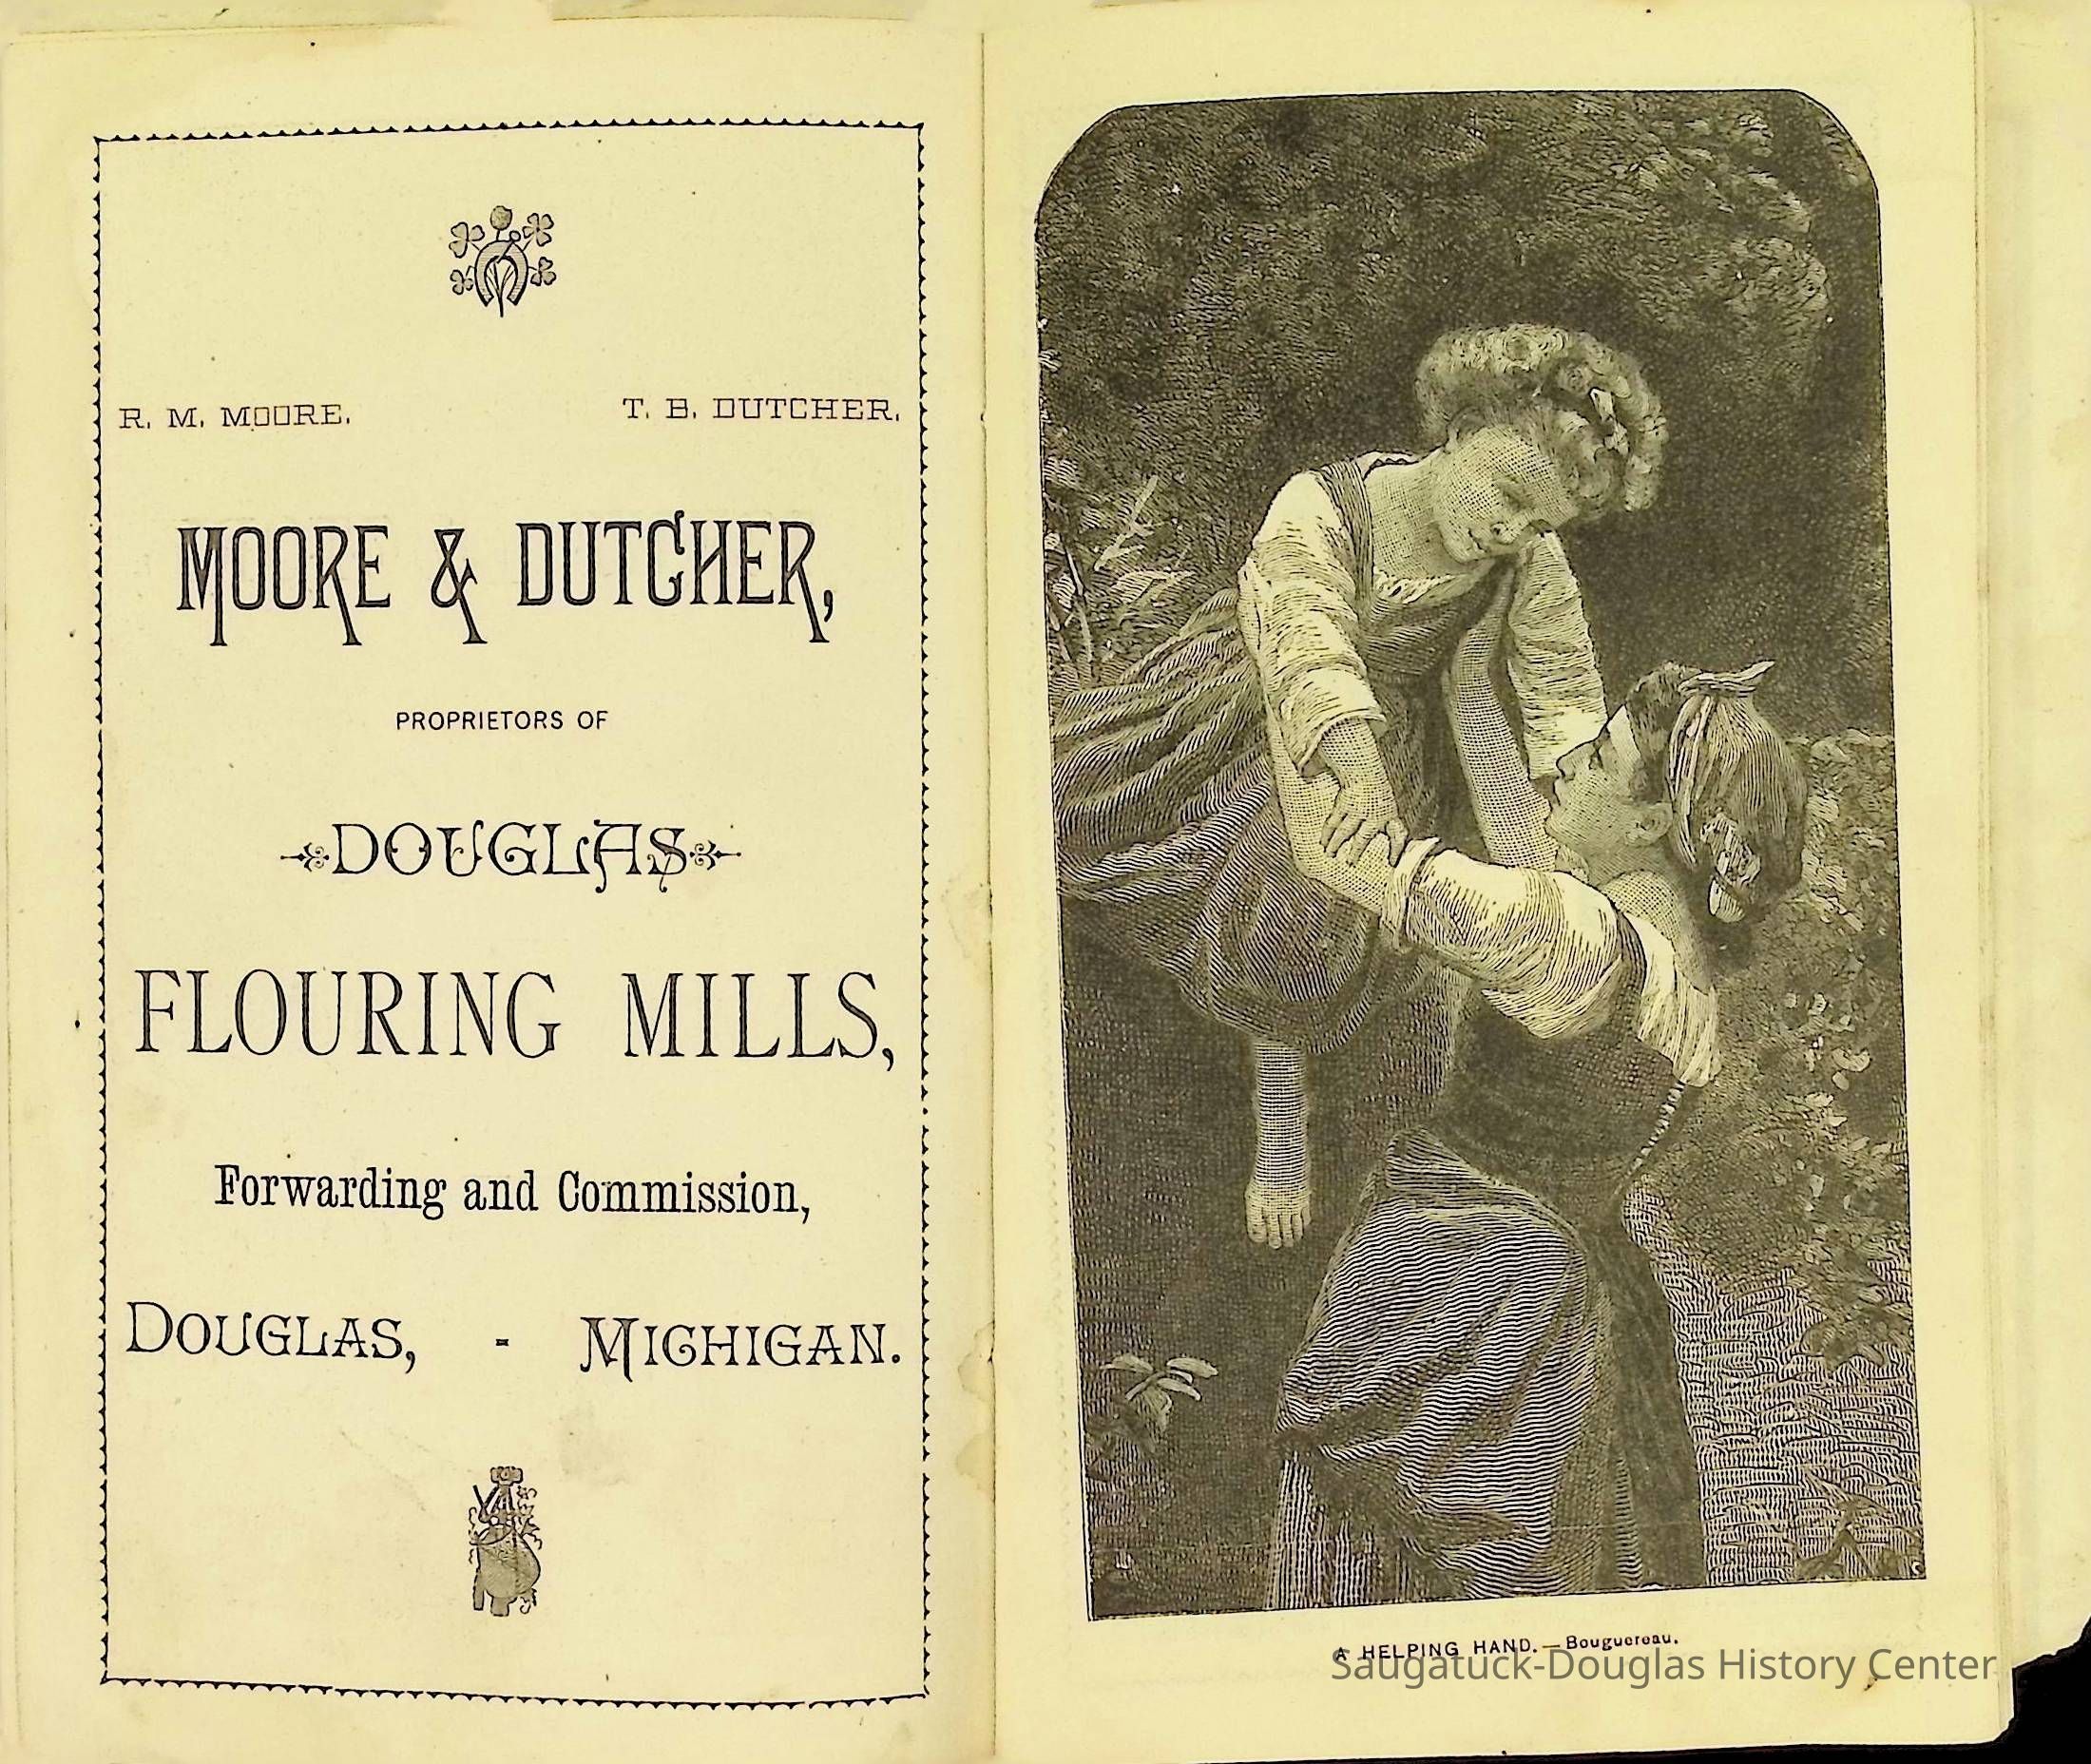 R. M. MOORE.
T. B. DUTCHER.
MOORE & DUTCHER,
PROPRIETORS OF
DOUGLAS
FLOURING MILLS,
Forwarding and Commission,
DOUGLAS, - MICHIGAN.
A HELPING HAND.—Bouguereau.
Saugatuck-Douglas History Center